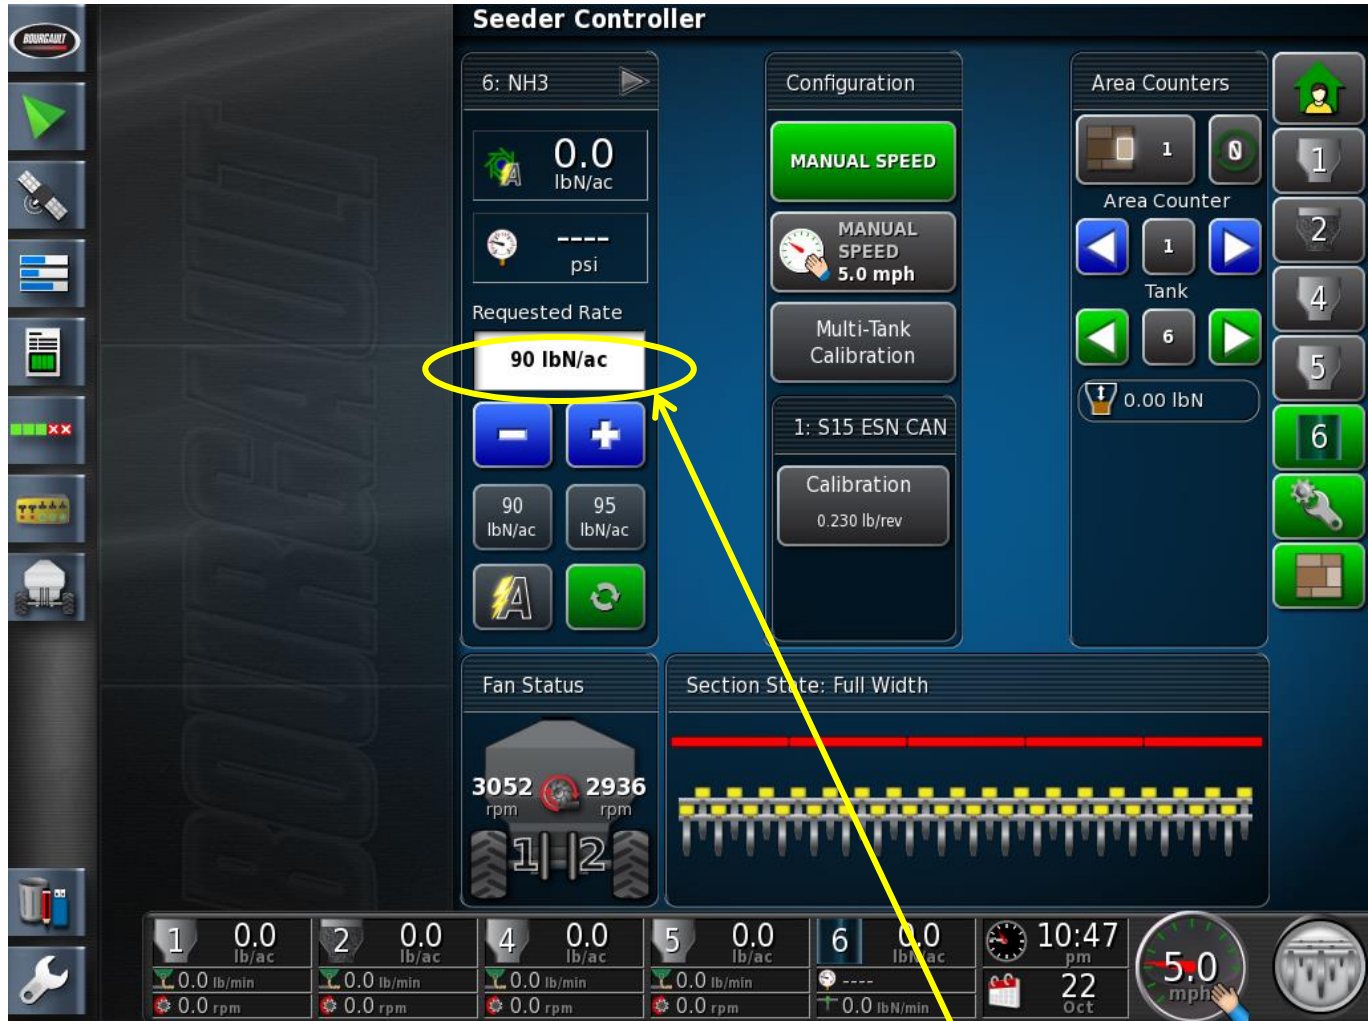 Seeder Controller
BOURGAULT
BOURGAULT
6: NH3
0.0
lbN/ac
----
psi
Requested Rate
90 lbN/ac
90
lbN/ac
95
lbN/ac
A
Configuration
MANUAL SPEED
MANUAL
SPEED
5.0 mph
Multi-Tank
Calibration
1: S15 ESN CAN
Calibration
0.230 lb/rev
Area Counters
1
0
Area Counter
1
Tank
6
0.00 lbN
1
2
4
5
6
Fan Status
3052
rpm
2936
rpm
1 2
Section State: Full Width
1 0.0
lb/ac
0.0 lb/min
0.0 rpm
2 0.0
lb/ac
0.0 lb/min
0.0 rpm
4 0.0
lb/ac
0.0 lb/min
0.0 rpm
5 0.0
lb/ac
0.0 lb/min
0.0 rpm
6 0.0
lbN/ac
----
0.0 lbN/min
10:47
pm
22
Oct
5.0
mph